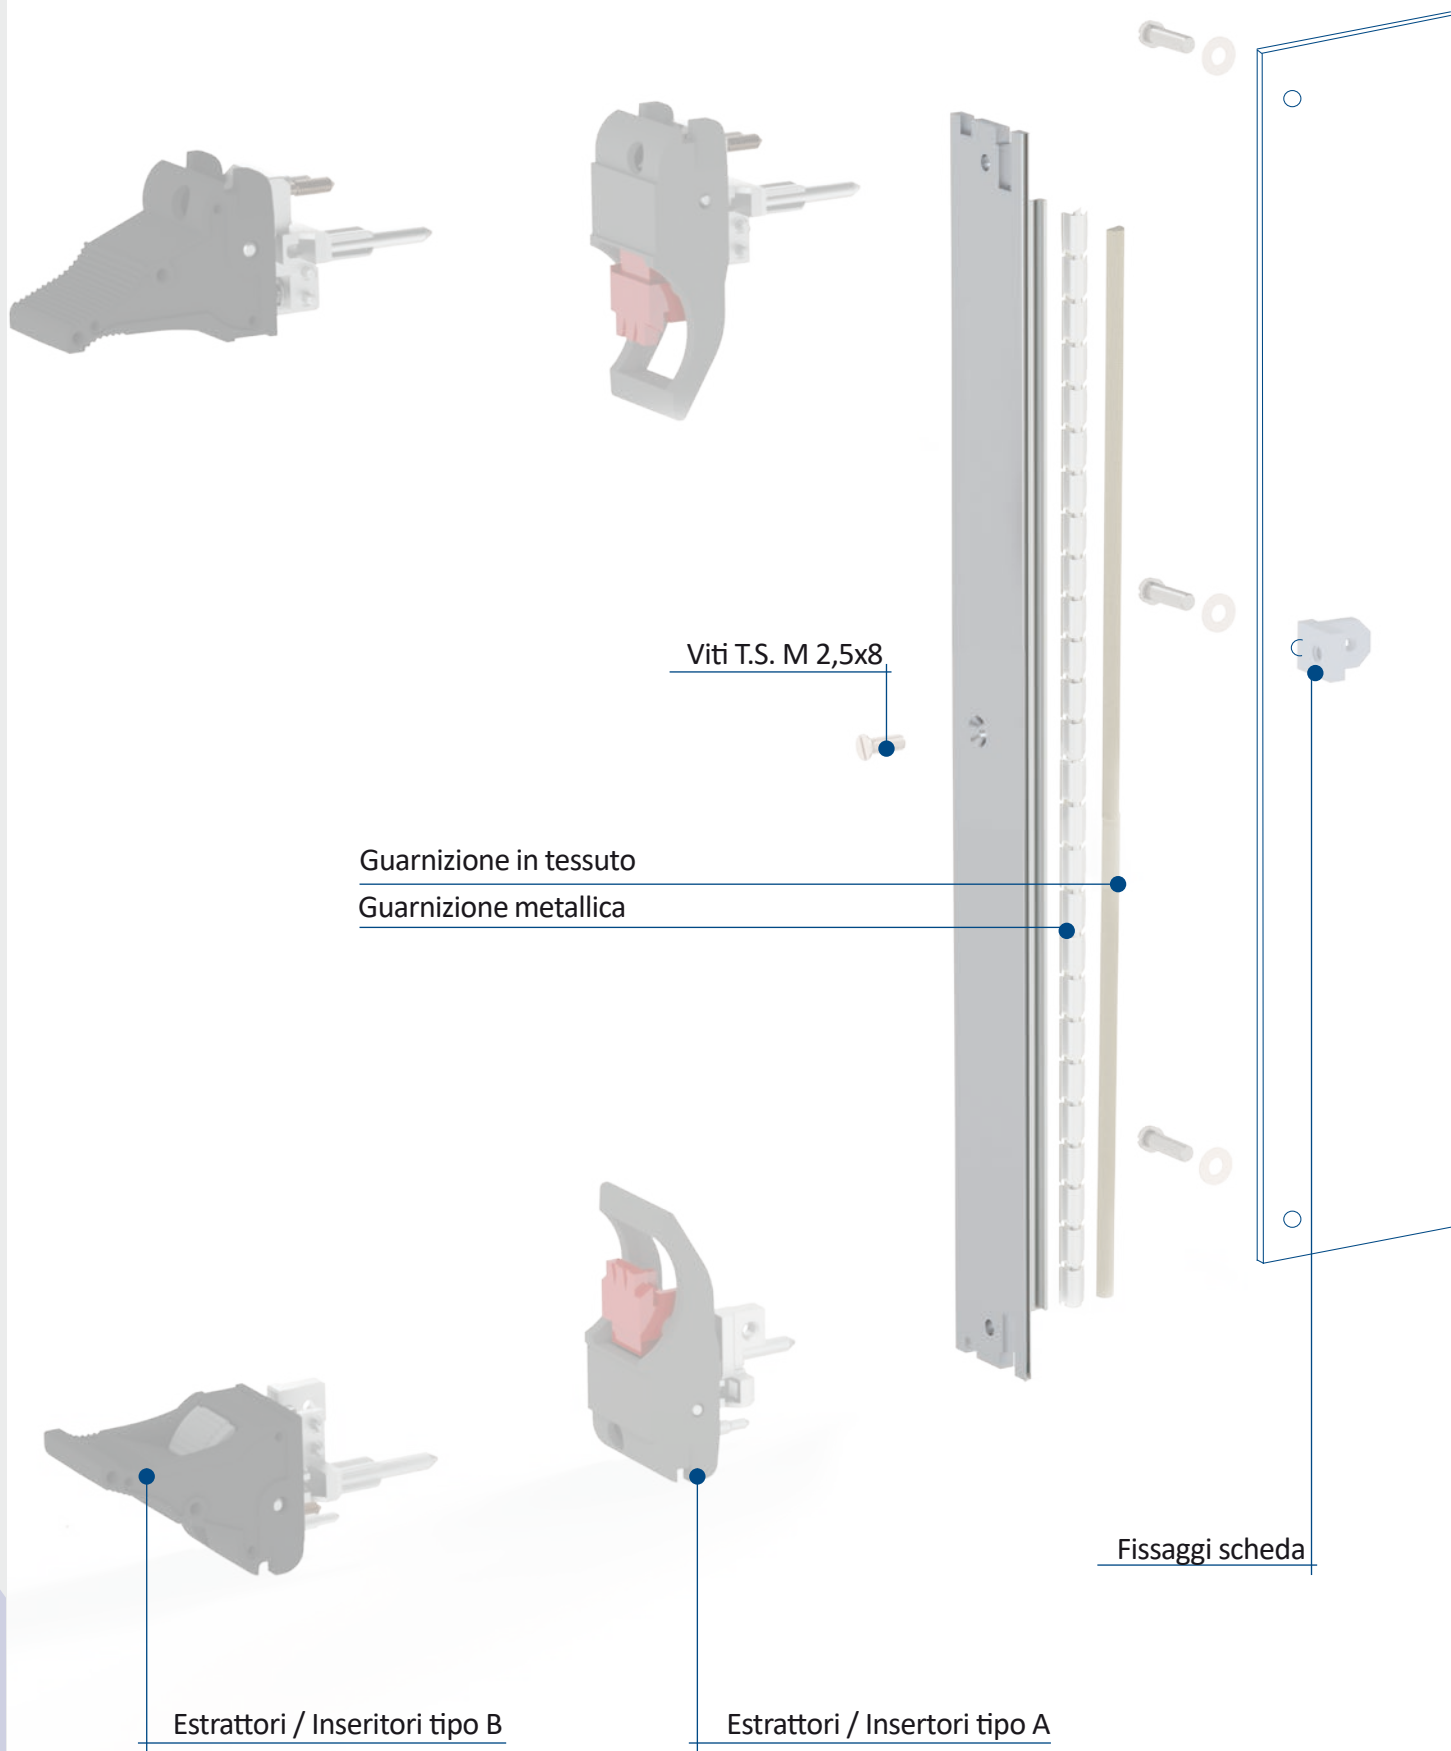 Viti T.S. M 2,5x8
Guarnizione in tessuto
Guarnizione metallica
Fissaggi scheda
Estrattori / Inseritori tipo B
Estrattori / Insertori tipo A